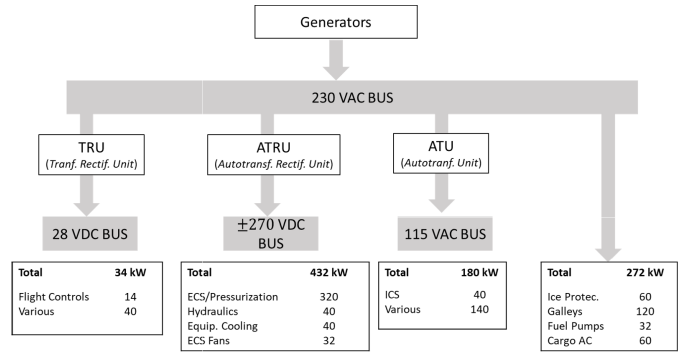 Generators
230 VAC BUS
TRU
(Tranf. Rectif. Unit)
ATRU
(Autotransf. Rectif. Unit)
ATU
(Autotranf. Unit)
28 VDC BUS
±270 VDC
BUS
115 VAC BUS
Total 34 kW
Flight Controls 14
Various 40
Total 432 kW
ECS/Pressurization 320
Hydraulics 40
Equip. Cooling 40
ECS Fans 32
Total 180 kW
ICS 40
Various 140
Total 272 kW
Ice Protec. 60
Galleys 120
Fuel Pumps 32
Cargo AC 60